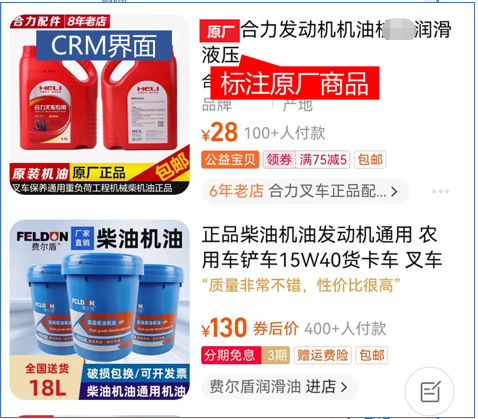 合力配件 8年老店
CRM界面
HELI
HELI
合力叉车专用
原装机油 原厂正品
包邮
叉车保养通用重负荷工程机械柴机油正品
原厂 合力发动机机油 润滑
液压
标注原厂商品
品牌 产地
¥28 100+人付款
公益宝贝 领券 满75减5 包邮
6年老店 合力叉车正品配... >
FELDON 厂家直销 柴油机油
费尔盾
FELDON
全国送货 破损包换/可开发票
18L 柴油机油通用机油
正品柴油机油发动机通用 农
用车铲车15W40货卡车 叉车
“质量非常不错，性价比很高”
¥130 券后价 400+人付款
分期免息 3期 赠运费险 包邮
费尔盾润滑油 进店 >